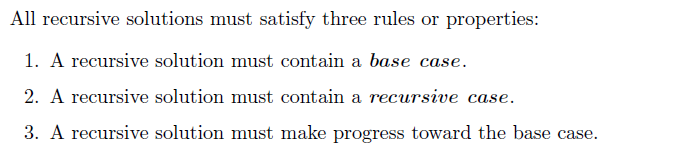 All recursive solutions must satisfy three rules or properties:
1. A recursive solution must contain a base case.
2. A recursive solution must contain a recursive case.
3. A recursive solution must make progress toward the base case.